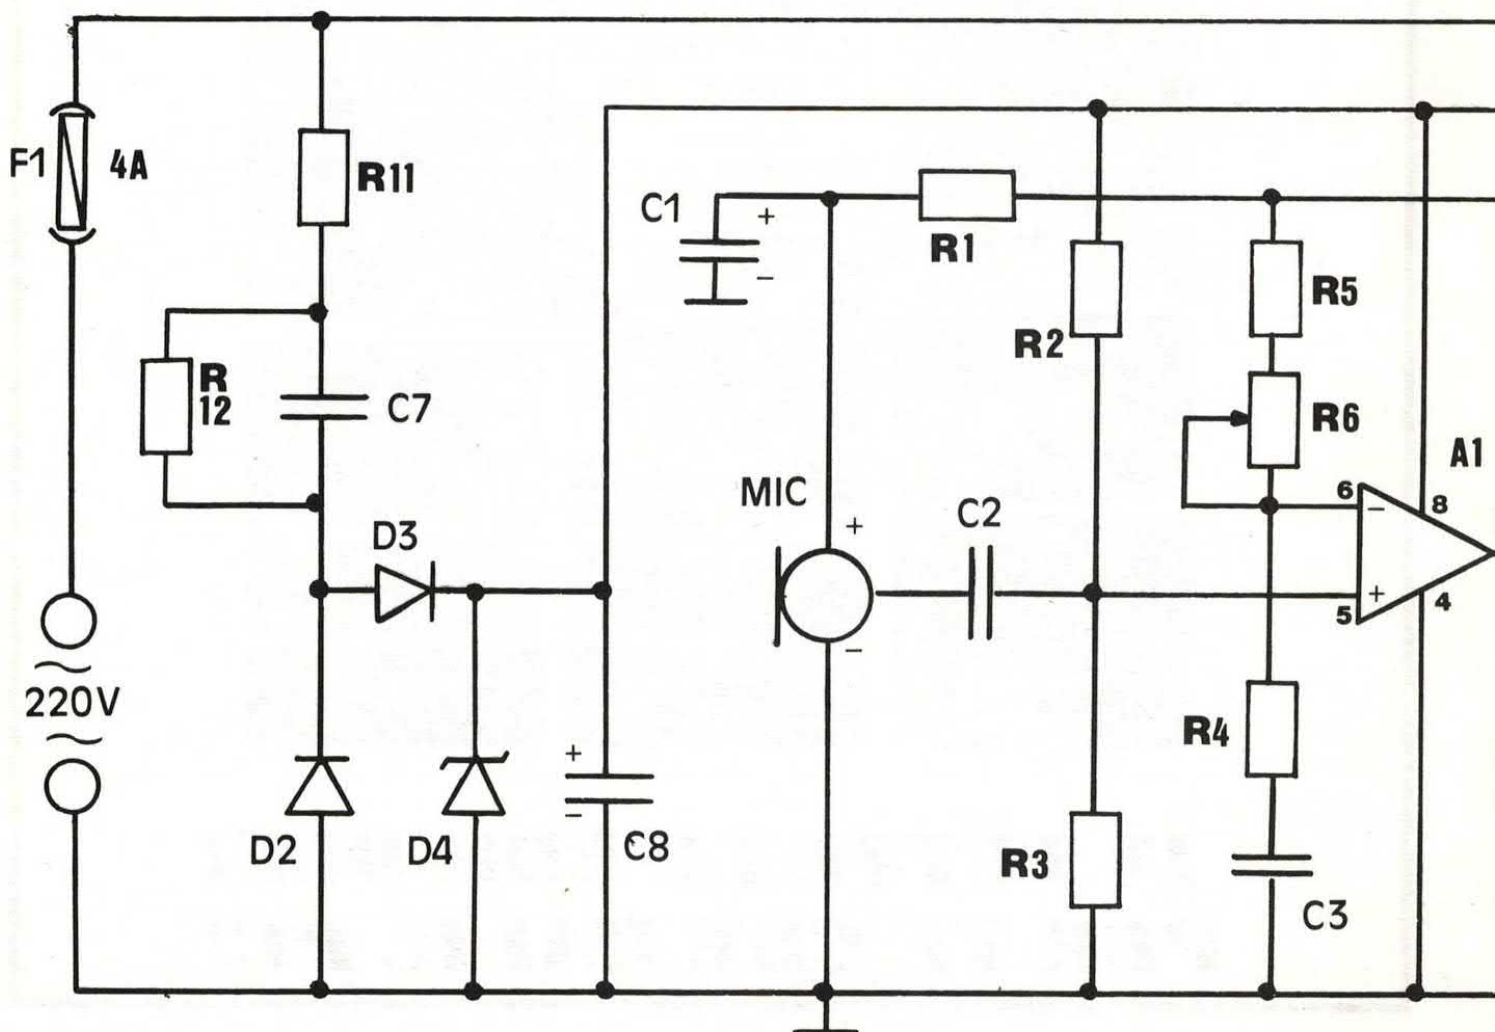 F1
4A
R11
C1
+
-
R1
R2
R5
R6
R
12
C7
A1
MIC
6
-
8
+
C2
D3
+
5
4
-
220V
R4
+
-
D2
D4
C8
R3
C3